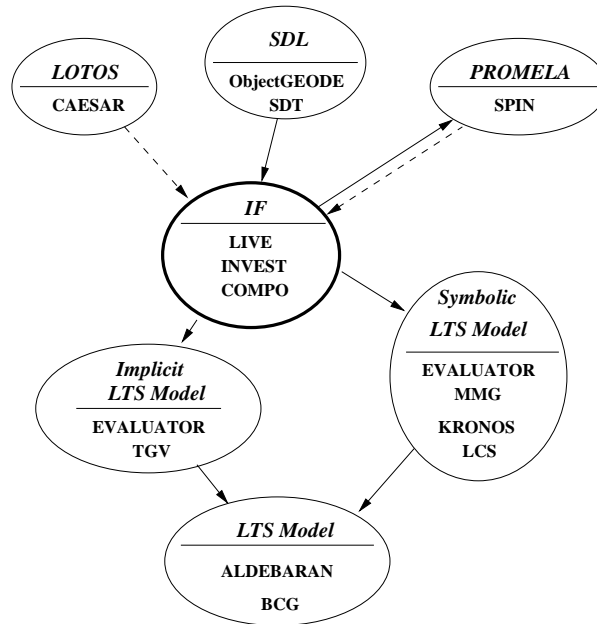 LOTOS
CAESAR
SDL
ObjectGEODE
SDT
PROMELA
SPIN
IF
LIVE
INVEST
COMPO
Implicit
LTS Model
EVALUATOR
TGV
Symbolic
LTS Model
EVALUATOR
MMG
KRONOS
LCS
LTS Model
ALDEBARAN
BCG